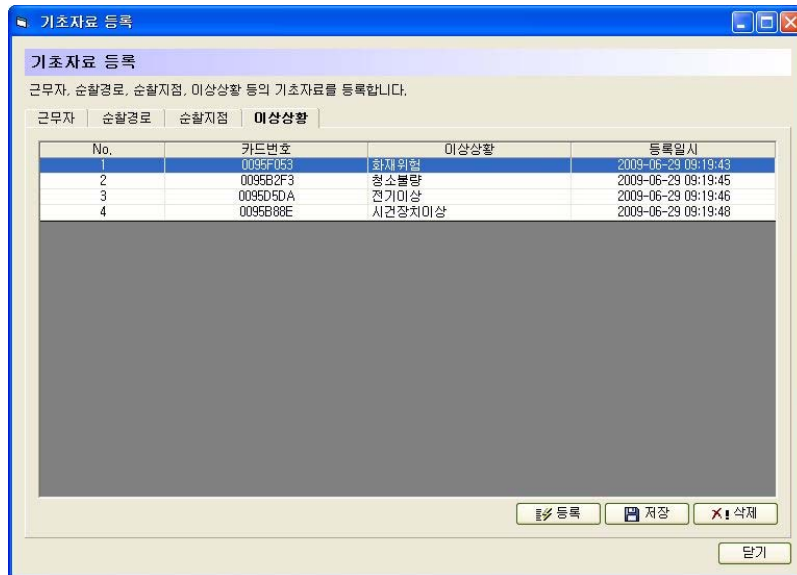 기초자료 등록
기초자료 등록
근무자, 순찰경로, 순찰지점, 이상상황 등의 기초자료를 등록합니다.
근무자 순찰경로 순찰지점 이상상황
No. 카드번호 이상상황 등록일시
1 0095F053 화재위험 2009-06-29 09:19:43
2 0095B2F3 청소불량 2009-06-29 09:19:45
3 0095D5DA 전기이상 2009-06-29 09:19:46
4 0095B88E 시건장치이상 2009-06-29 09:19:48
등록 저장 삭제
닫기